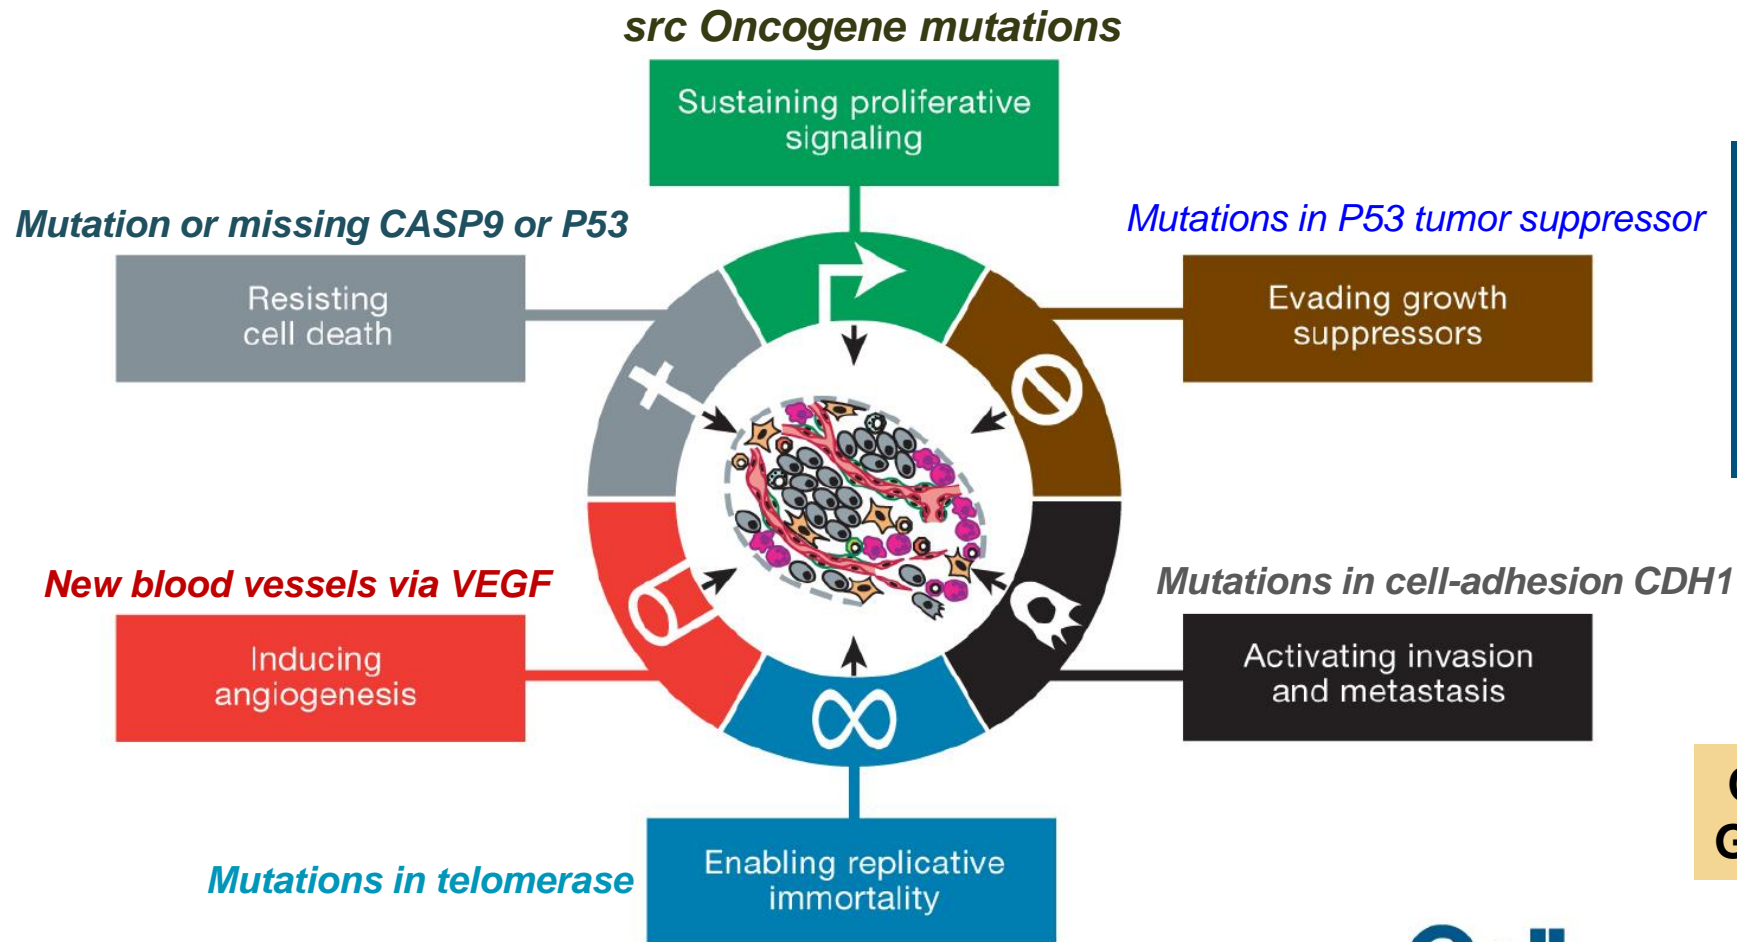 src Oncogene mutations
Sustaining proliferative
signaling
Mutation or missing CASP9 or P53
Resisting
cell death
Mutations in P53 tumor suppressor
Evading growth
suppressors
New blood vessels via VEGF
Inducing
angiogenesis
Mutations in cell-adhesion CDH1
Activating invasion
and metastasis
Mutations in telomerase
Enabling replicative
immortality